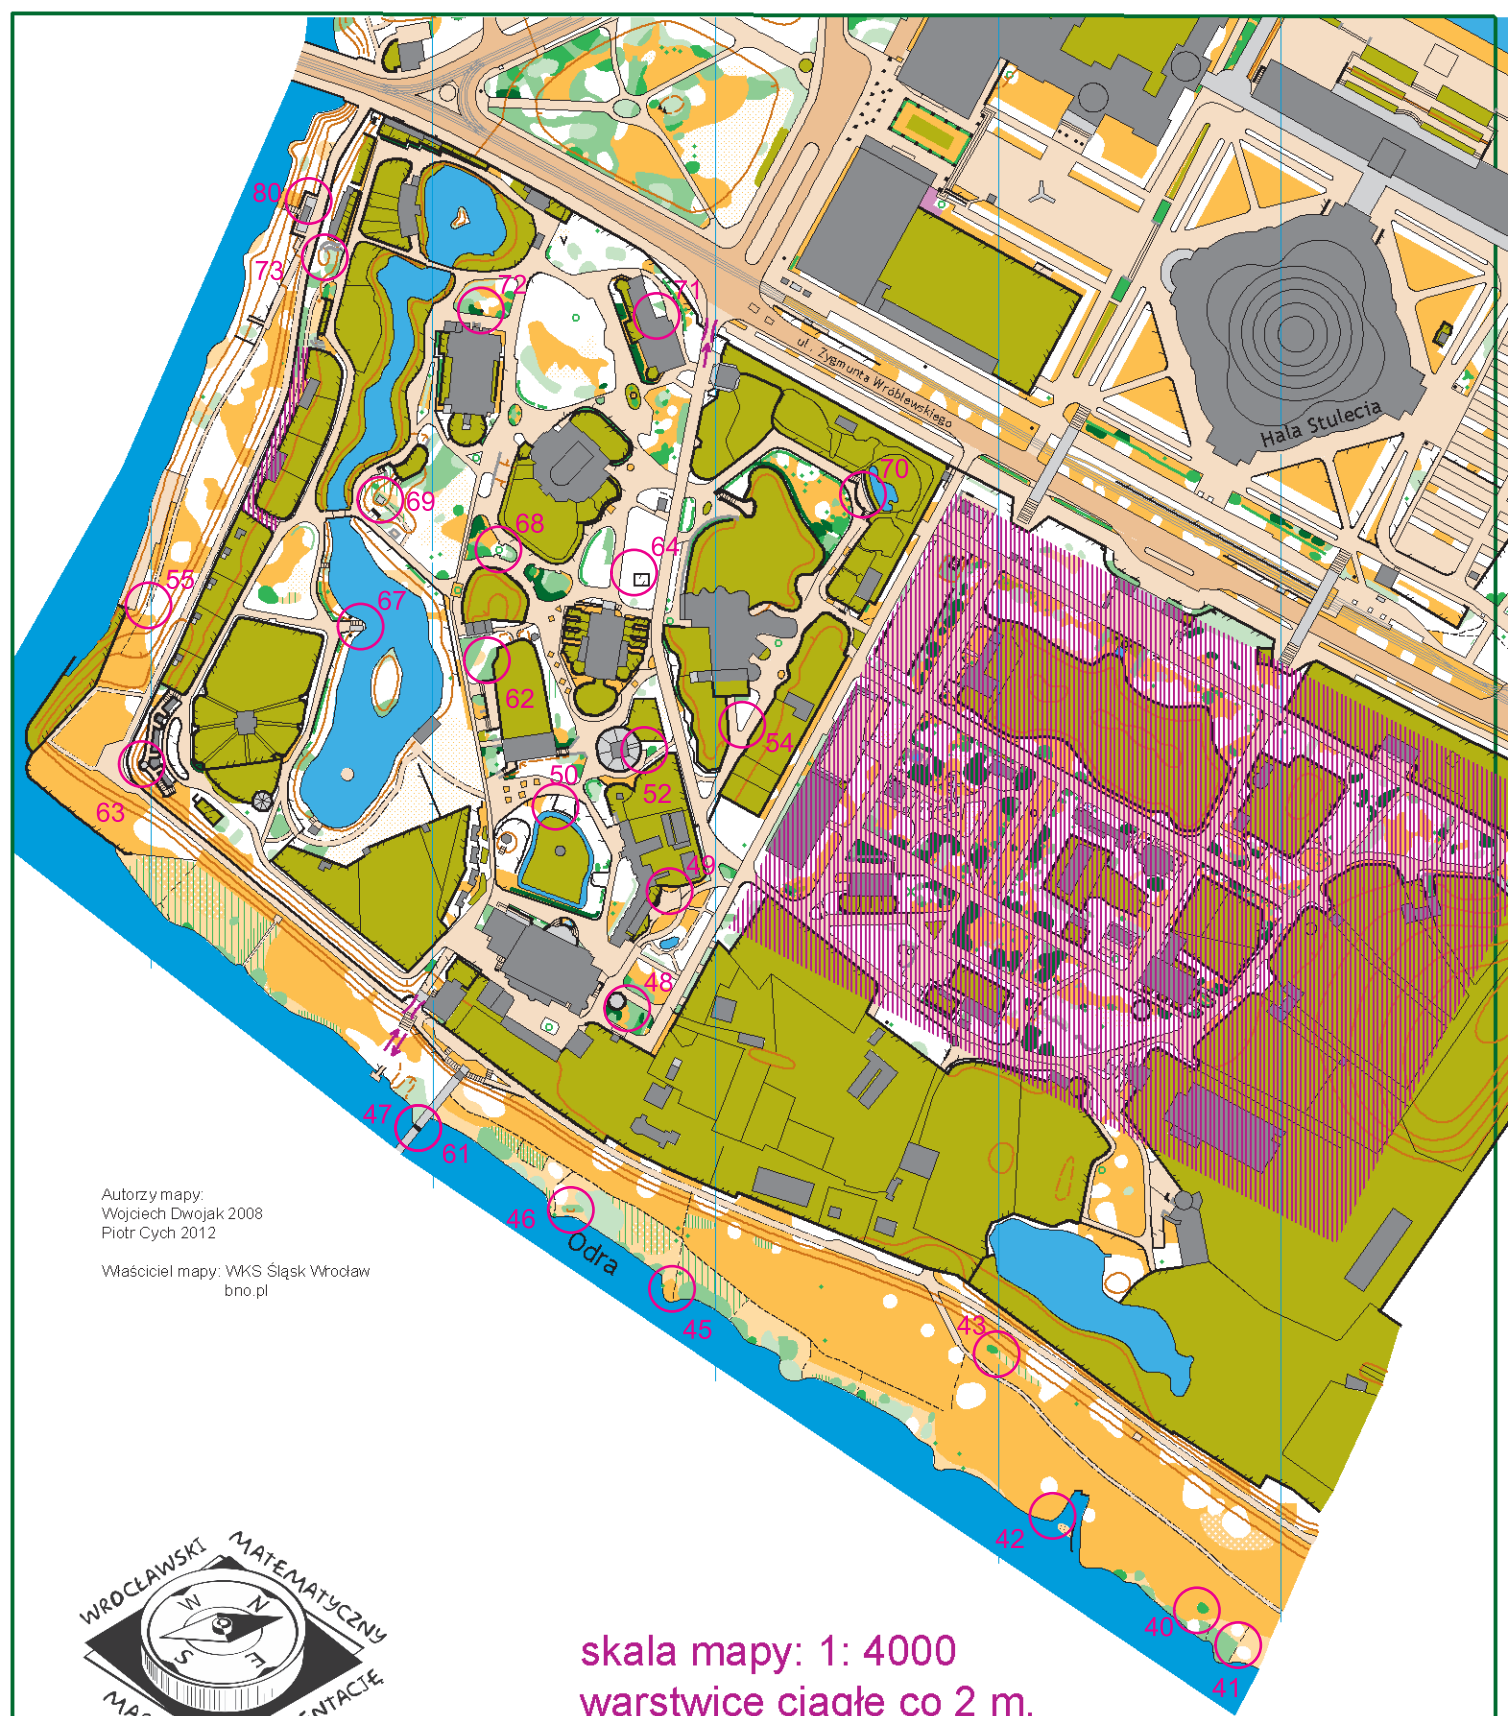 80
73
72
71
ul. Zygmunta Wróblewskiego
Hala Stulecia
70
69
68
64
55
67
62
54
63
50
52
49
48
47
61
46
Odra
45
43
42
40
41
Autorzy mapy:
Wojciech Dwojak 2008
Piotr Cych 2012
Właściciel mapy: WKS Śląsk Wrocław
bno.pl
WROCŁAWSKI MATEMATYCZNY
N
W
E
S
skala mapy: 1: 4000
warstwice ciągłe co 2 m.